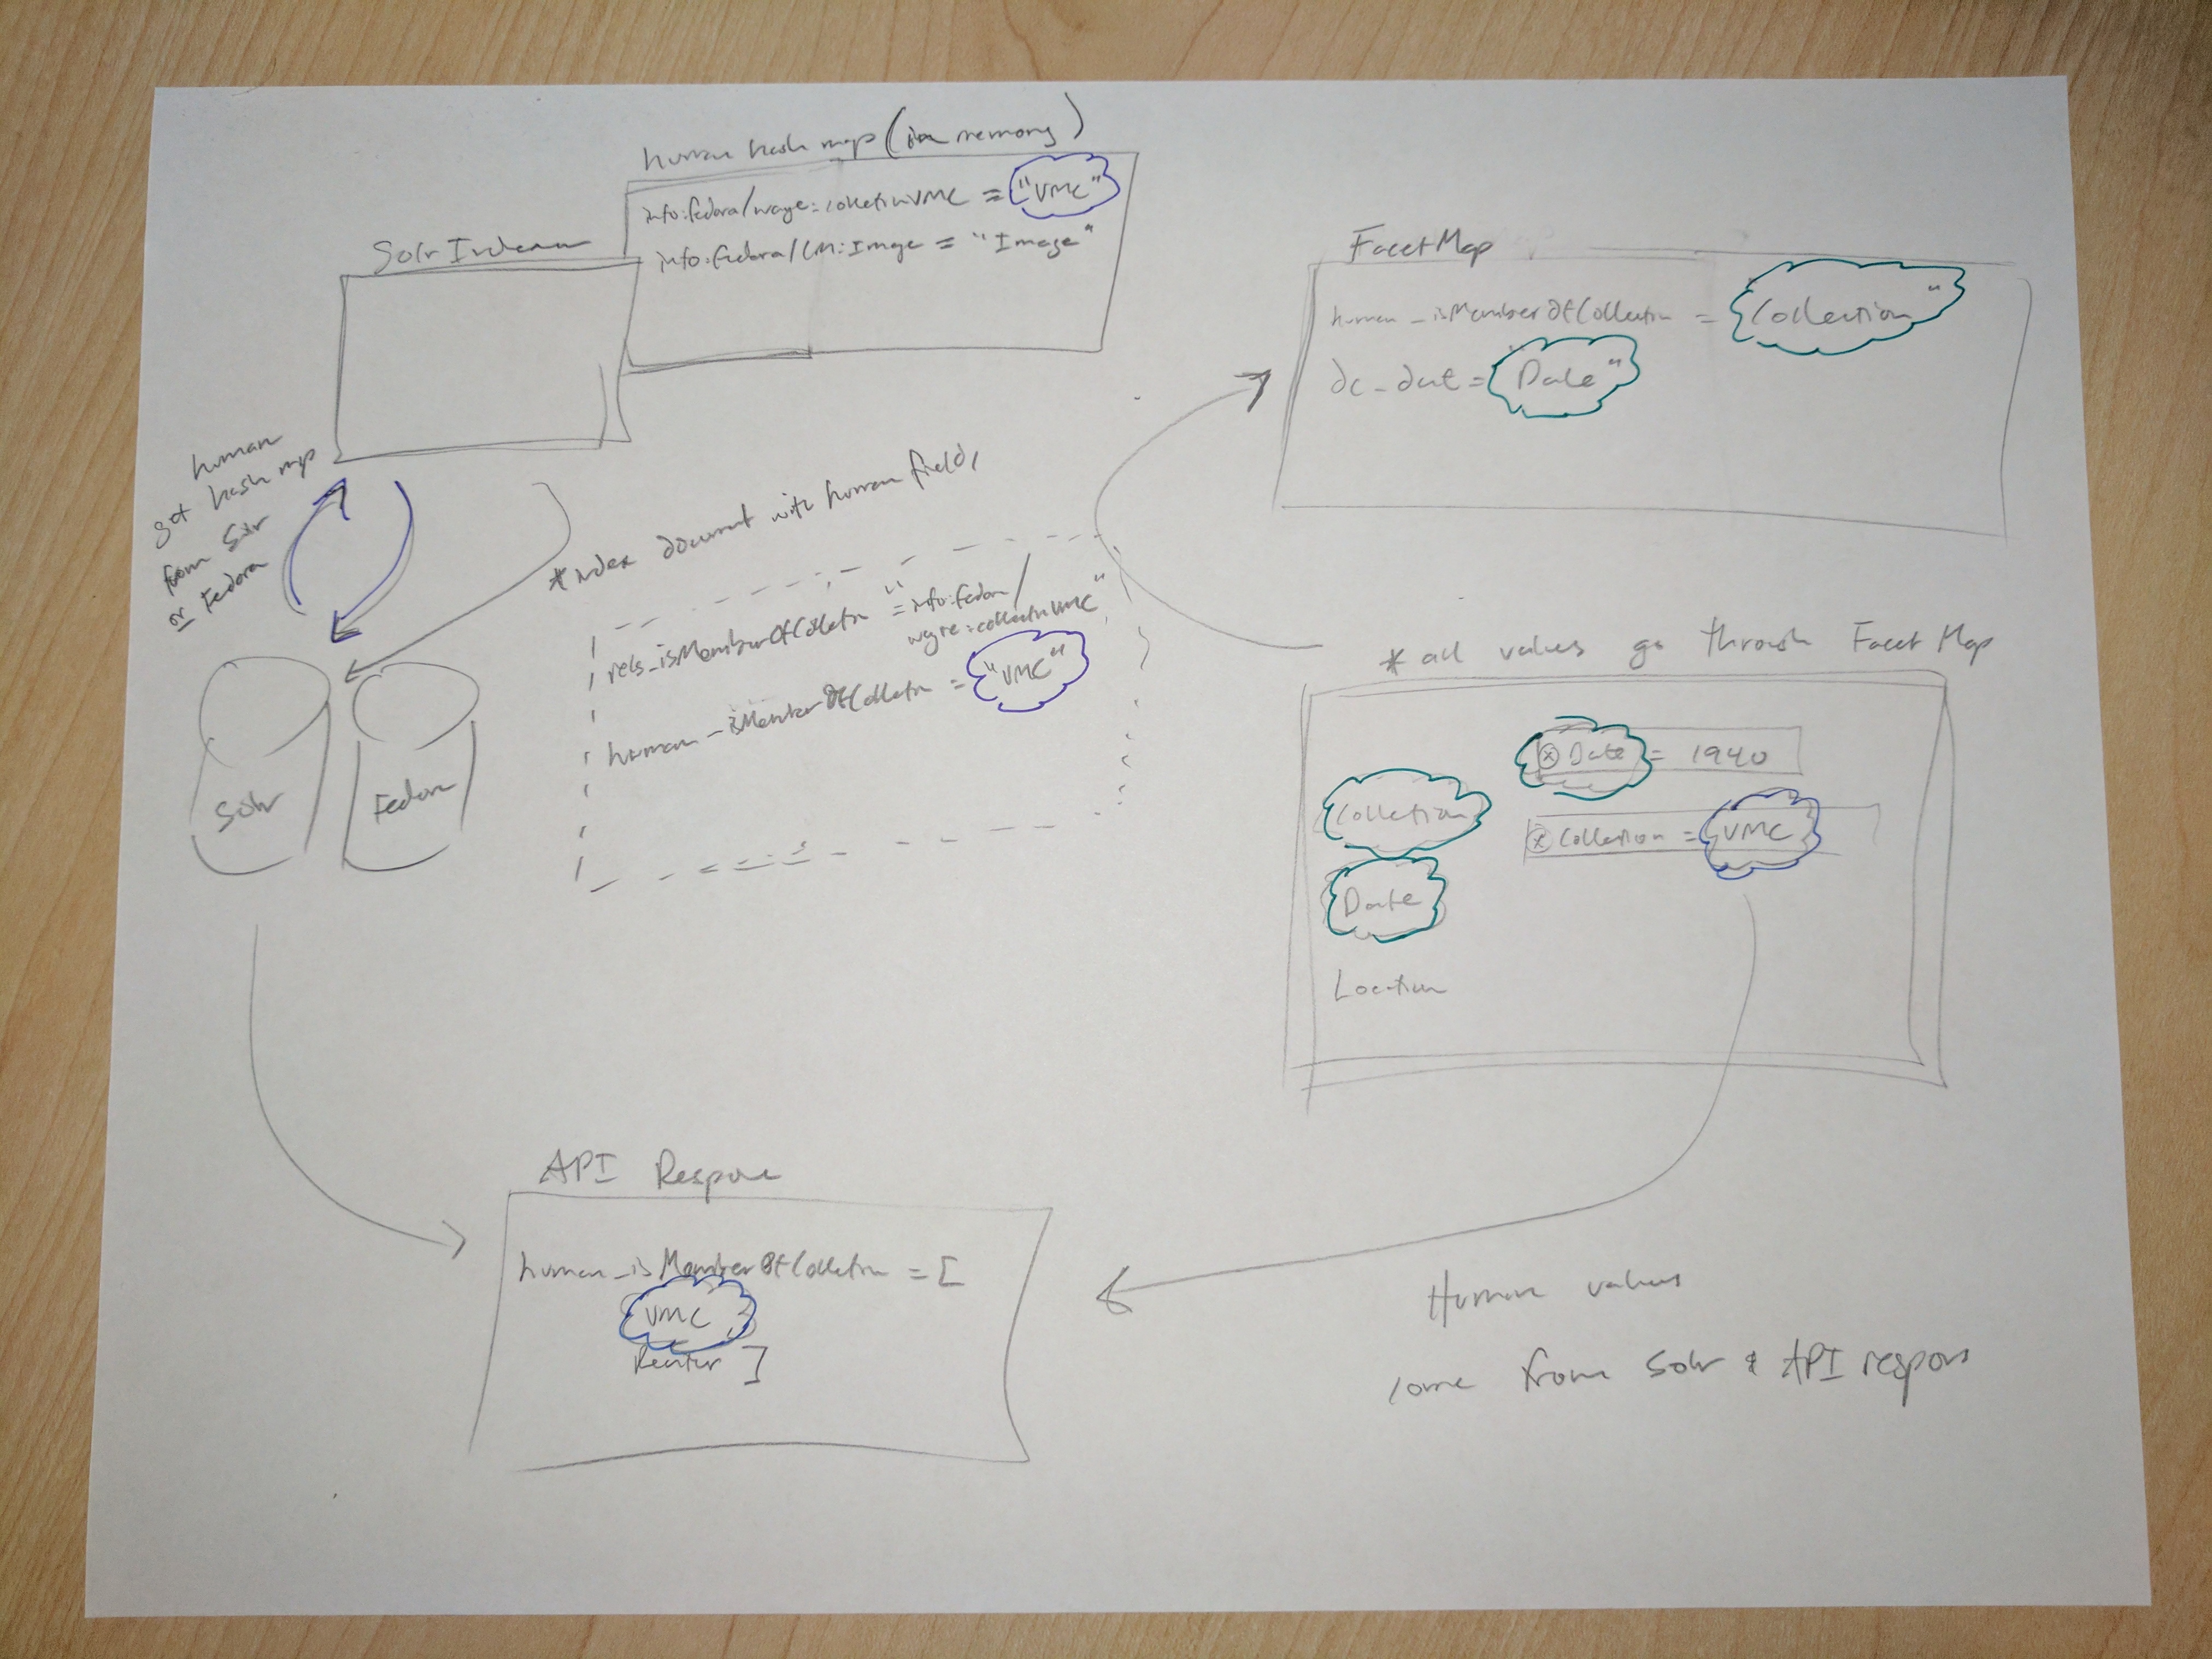 human hash map (in memory)
info:fedora/wayne:collectionVMC = "VMC"
info:fedora/CM:Image = "Image"
Solr Indexer
human
get hash map
from Solr
or Fedora
* index document with human fields
rels_isMemberOfCollection = "info:fedora/
wayne:collectionVMC"
human_isMemberOfCollection = "VMC"
Solr
Fedora
FacetMap
human_isMemberOfCollection = Collection"
dc_date = Date"
* all values go through Facet Map
ⓧ Date = 1940
Collection
ⓧ Collection = VMC
Date
Location
API Response
human_isMemberOfCollection = [
VMC,
]
Human values
come from Solr & API respons